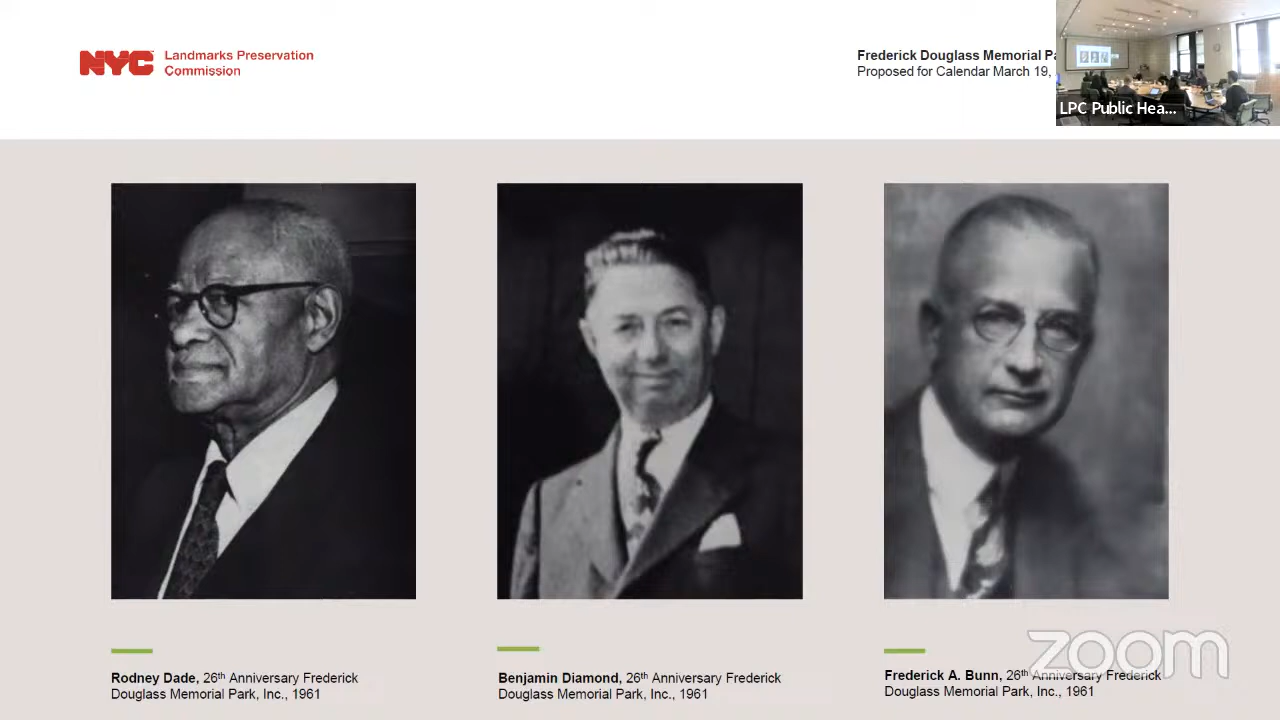 NYC Landmarks Preservation
Commission
Frederick Douglass Memorial
Proposed for Calendar March 19,
LPC Public Hea...
Rodney Dade, 26th Anniversary Frederick
Douglass Memorial Park, Inc., 1961
Benjamin Diamond, 26th Anniversary Frederick
Douglass Memorial Park, Inc., 1961
Frederick A. Bunn, 26th Anniversary Frederick
Douglass Memorial Park, Inc., 1961
zoom